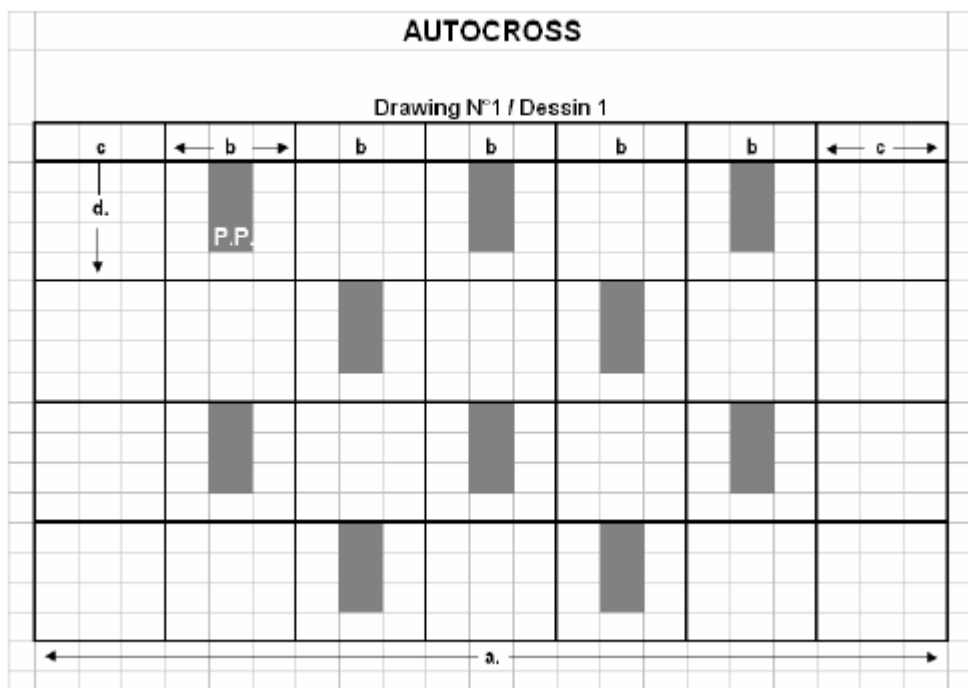 AUTOCROSS
Drawing N°1 / Dessin 1
c b b b b b c
d.
P.P.
a.